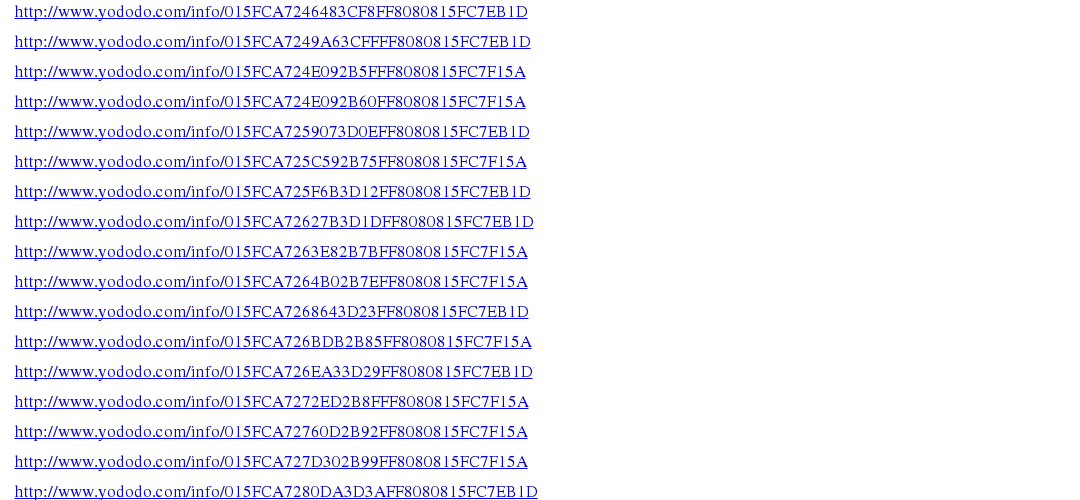 http://www.yododo.com/info/015FCA7246483CF8FF8080815FC7EB1D
http://www.yododo.com/info/015FCA7249A63CFFFF8080815FC7EB1D
http://www.yododo.com/info/015FCA724E092B5FFF8080815FC7F15A
http://www.yododo.com/info/015FCA724E092B60FF8080815FC7F15A
http://www.yododo.com/info/015FCA7259073D0EFF8080815FC7EB1D
http://www.yododo.com/info/015FCA725C592B75FF8080815FC7F15A
http://www.yododo.com/info/015FCA725F6B3D12FF8080815FC7EB1D
http://www.yododo.com/info/015FCA72627B3D1DFF8080815FC7EB1D
http://www.yododo.com/info/015FCA7263E82B7BFF8080815FC7F15A
http://www.yododo.com/info/015FCA7264B02B7EFF8080815FC7F15A
http://www.yododo.com/info/015FCA7268643D23FF8080815FC7EB1D
http://www.yododo.com/info/015FCA726BDB2B85FF8080815FC7F15A
http://www.yododo.com/info/015FCA726EA33D29FF8080815FC7EB1D
http://www.yododo.com/info/015FCA7272ED2B8FFF8080815FC7F15A
http://www.yododo.com/info/015FCA72760D2B92FF8080815FC7F15A
http://www.yododo.com/info/015FCA727D302B99FF8080815FC7F15A
http://www.yododo.com/info/015FCA7280DA3D3AFF8080815FC7EB1D